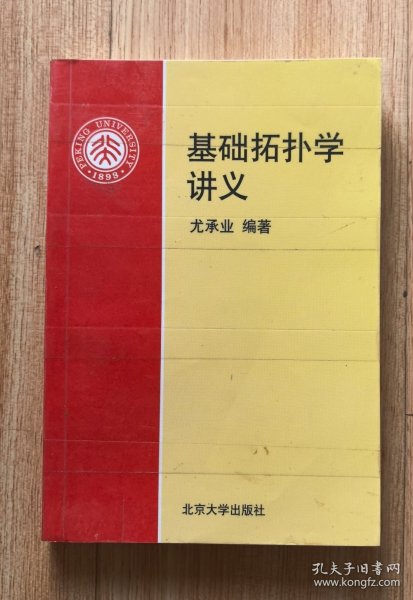 PEKING UNIVERSITY
1898
基础拓扑学
讲义
尤承业 编著
北京大学出版社
孔夫子旧书网
www.kongfz.com